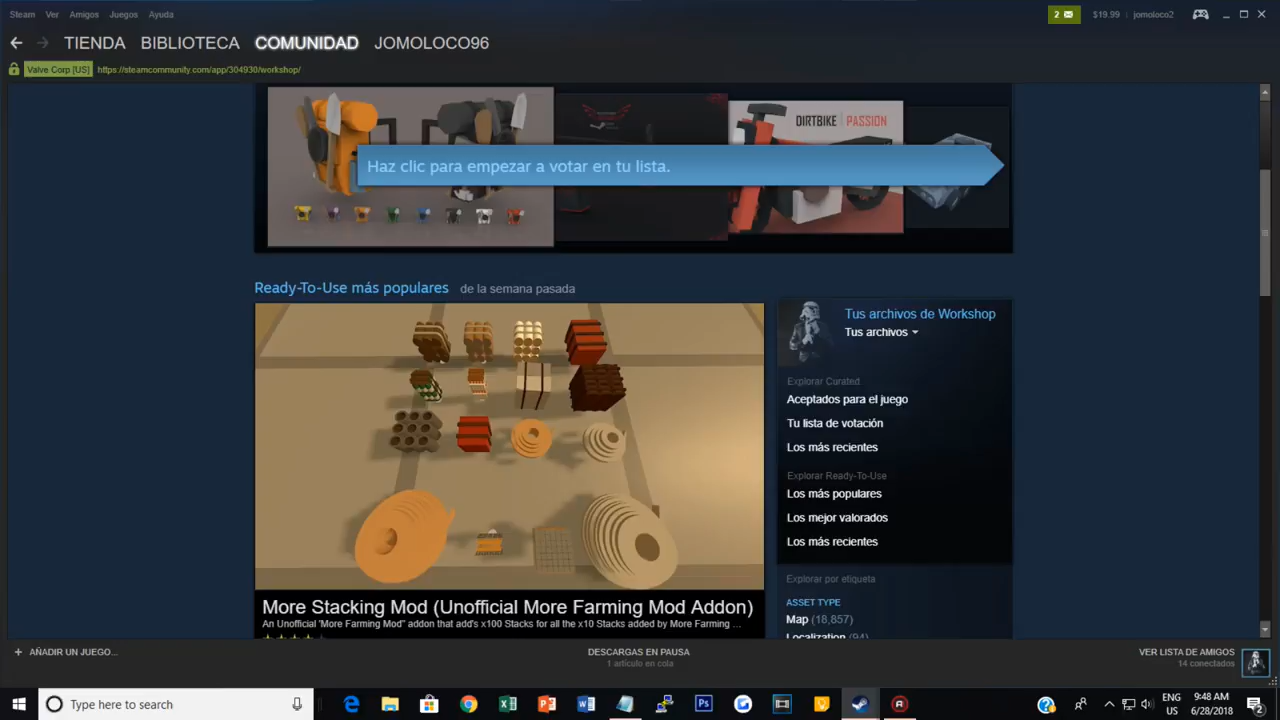 Steam Ver Amigos Juegos Ayuda
2 $19.99 jomoloco2
TIENDA BIBLIOTECA COMUNIDAD JOMOLOCO96
Valve Corp [US] https://steamcommunity.com/app/304930/workshop/
DIRTBIKE PASSION
Haz clic para empezar a votar en tu lista.
Ready-To-Use más populares de la semana pasada
Tus archivos de Workshop
Tus archivos
Explorar Curated
Aceptados para el juego
Tu lista de votación
Los más recientes
Explorar Ready-To-Use
Los más populares
Los mejor valorados
Los más recientes
Explorar por etiqueta
ASSET TYPE
Map (18,857)
Localization (94)
More Stacking Mod (Unofficial More Farming Mod Addon)
An Unofficial "More Farming Mod" addon that add's x100 Stacks for all the x10 Stacks added by More Farming ...
+ AÑADIR UN JUEGO...
DESCARGAS EN PAUSA
1 artículo en cola
VER LISTA DE AMIGOS
14 conectados
Type here to search
ENG
US
9:48 AM
6/28/2018
2